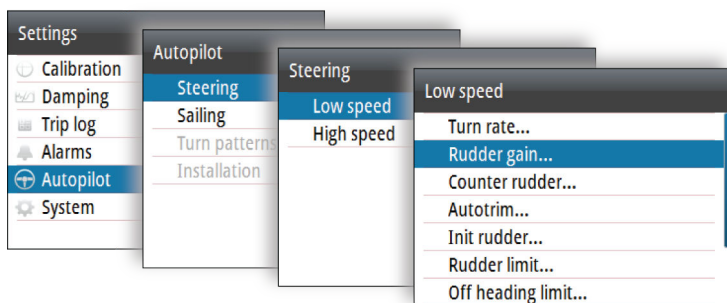 Settings
Calibration
Damping
Trip log
Alarms
Autopilot
System
Autopilot
Steering
Sailing
Turn patterns
Installation
Steering
Low speed
High speed
Low speed
Turn rate...
Rudder gain...
Counter rudder...
Autotrim...
Init rudder...
Rudder limit...
Off heading limit...